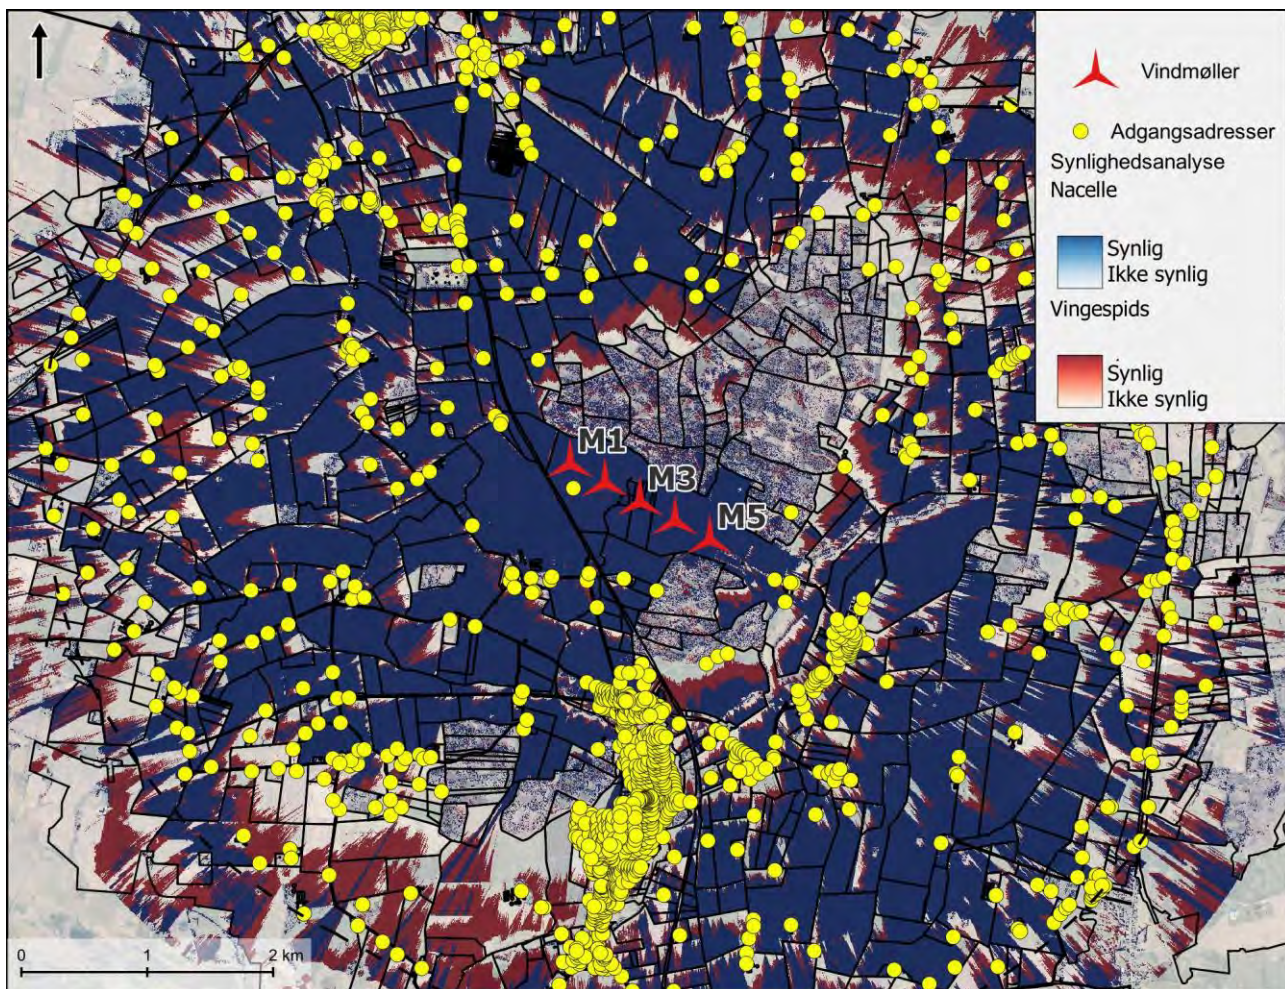 Vindmøller
Adgangsadresser
Synlighedsanalyse
Nacelle
Synlig
Ikke synlig
Vingespids
Synlig
Ikke synlig
M1
M3
M5
0 1 2 km